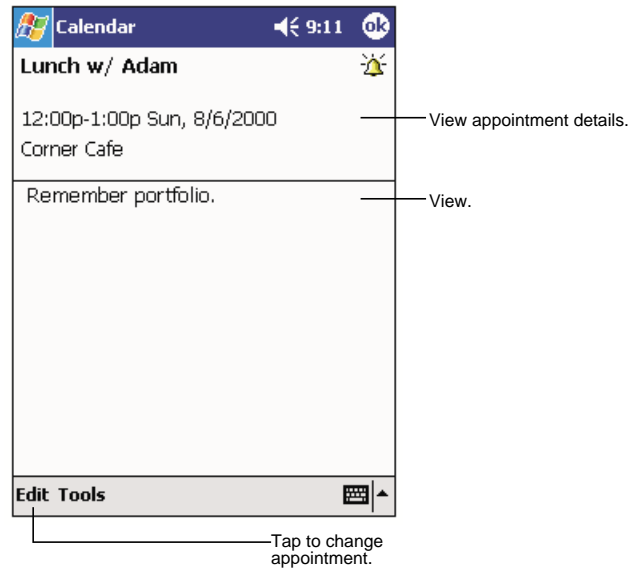 Calendar 9:11 ok
Lunch w/ Adam
12:00p-1:00p Sun, 8/6/2000
View appointment details.
Corner Cafe
Remember portfolio.
View.
Edit Tools
Tap to change
appointment.